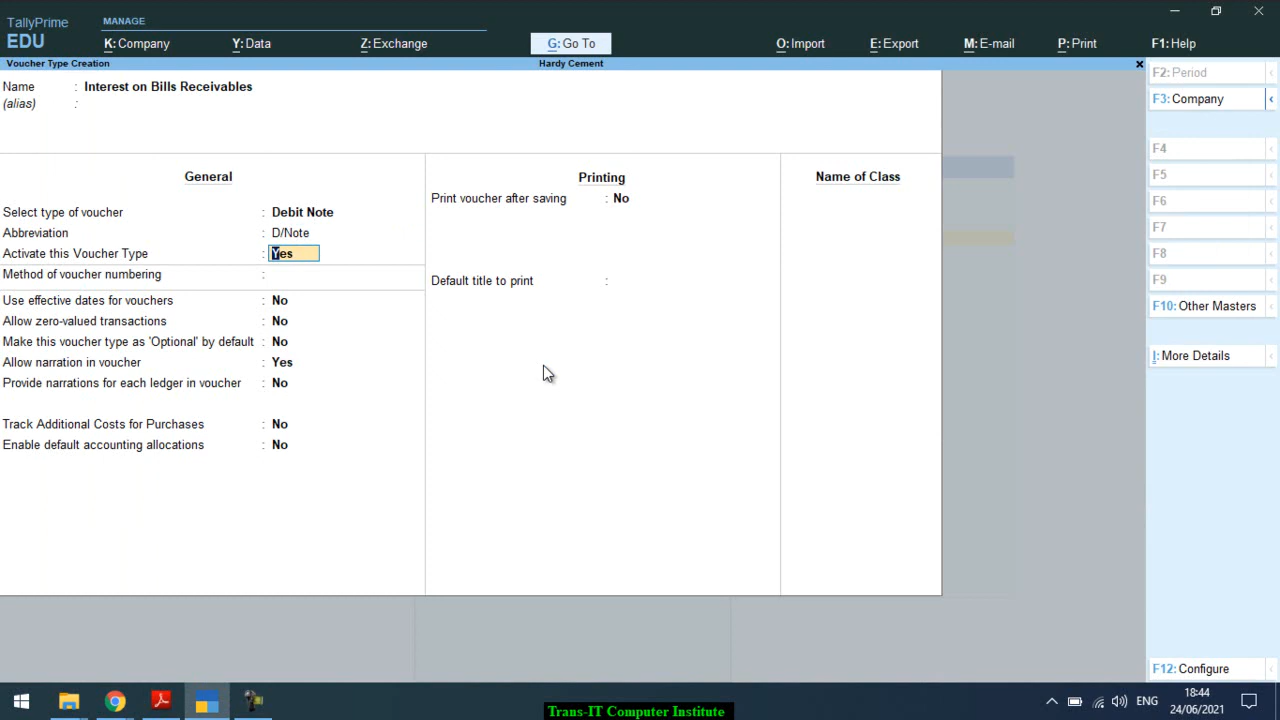 TallyPrime
EDU
MANAGE
K: Company
Y: Data
Z: Exchange
G: Go To
O: Import
E: Export
M: E-mail
P: Print
F1: Help
Voucher Type Creation
Hardy Cement
Name : Interest on Bills Receivables
(alias) :
General
Select type of voucher : Debit Note
Abbreviation : D/Note
Activate this Voucher Type : Yes
Method of voucher numbering :
Use effective dates for vouchers : No
Allow zero-valued transactions : No
Make this voucher type as 'Optional' by default : No
Allow narration in voucher : Yes
Provide narrations for each ledger in voucher : No
Track Additional Costs for Purchases : No
Enable default accounting allocations : No
Printing
Print voucher after saving : No
Default title to print :
Name of Class
F2: Period
F3: Company
F4
F5
F6
F7
F8
F9
F10: Other Masters
I: More Details
F12: Configure
ENG
18:44
24/06/2021
Trans-IT Computer Institute